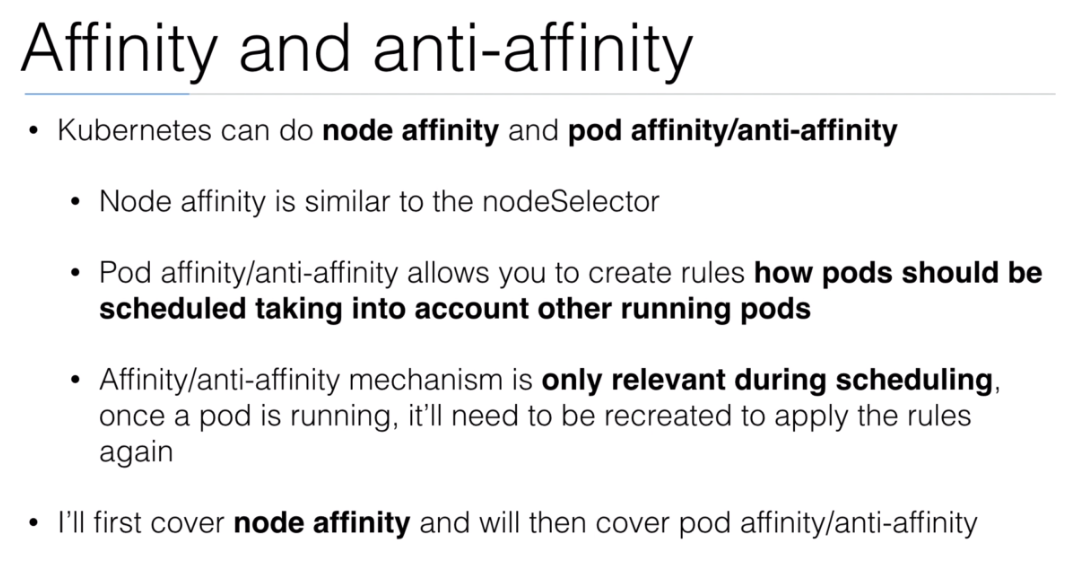 Affinity and anti-affinity
• Kubernetes can do node affinity and pod affinity/anti-affinity
• Node affinity is similar to the nodeSelector
• Pod affinity/anti-affinity allows you to create rules how pods should be
scheduled taking into account other running pods
• Affinity/anti-affinity mechanism is only relevant during scheduling,
once a pod is running, it’ll need to be recreated to apply the rules
again
• I’ll first cover node affinity and will then cover pod affinity/anti-affinity